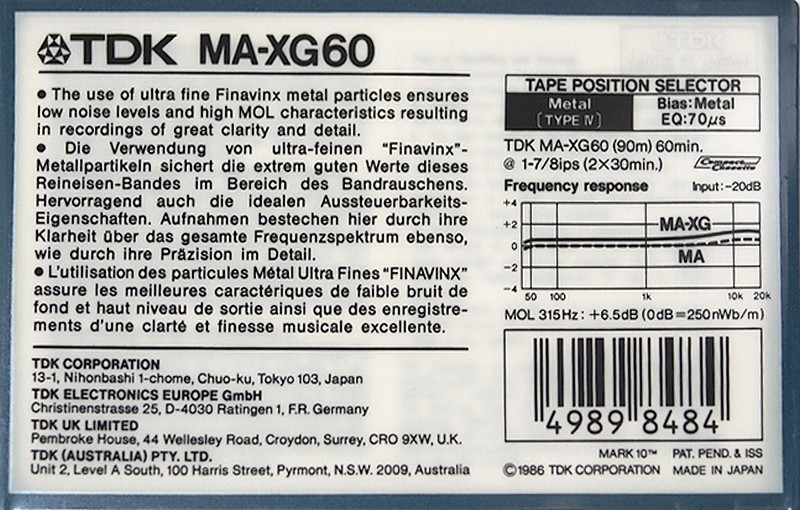 TDK MA-XG60
● The use of ultra fine Finavinx metal particles ensures
low noise levels and high MOL characteristics resulting
in recordings of great clarity and detail.
● Die Verwendung von ultra-feinen “Finavinx”-
Metallpartikeln sichert die extrem guten Werte dieses
Reineisen-Bandes im Bereich des Bandrauschens.
Hervorragend auch die idealen Aussteuerbarkeits-
Eigenschaften. Aufnahmen bestechen hier durch ihre
Klarheit über das gesamte Frequenzspektrum ebenso,
wie durch ihre Präzision im Detail.
● L'utilisation des particules Métal Ultra Fines “FINAVINX”
assure les meilleures caractériques de faible bruit de
fond et haut niveau de sortie ainsi que des enregistre-
ments d'une clarté et finesse musicale excellente.
TDK CORPORATION
13-1, Nihonbashi 1-chome, Chuo-ku, Tokyo 103, Japan
TDK ELECTRONICS EUROPE GmbH
Christinenstrasse 25, D-4030 Ratingen 1, F.R. Germany
TDK UK LIMITED
Pembroke House, 44 Wellesley Road, Croydon, Surrey, CRO 9XW, U.K.
TDK (AUSTRALIA) PTY. LTD.
Unit 2, Level A South, 100 Harris Street, Pyrmont, N.S.W. 2009, Australia
TAPE POSITION SELECTOR
Metal
(TYPE IV)
Bias: Metal
EQ: 70µs
TDK MA-XG60 (90m) 60min.
@ 1-7/8ips (2×30min.)
Compact Cassette
Frequency response Input: -20dB
+4
+2
0
-2
-4
MA-XG
MA
50 100 1k 10k 20k
MOL 315Hz: +6.5dB (0dB=250nWb/m)
4989 8484
MARK 10™ PAT. PEND. & ISS
©1986 TDK CORPORATION MADE IN JAPAN